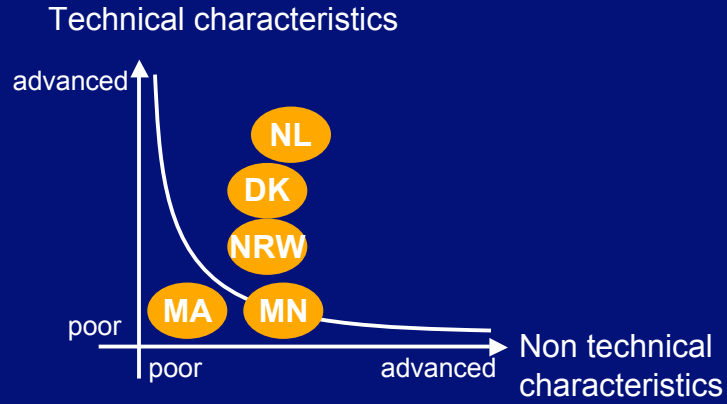 Technical characteristics
advanced
NL
DK
NRW
MA
MN
poor
poor
advanced
Non technical
characteristics